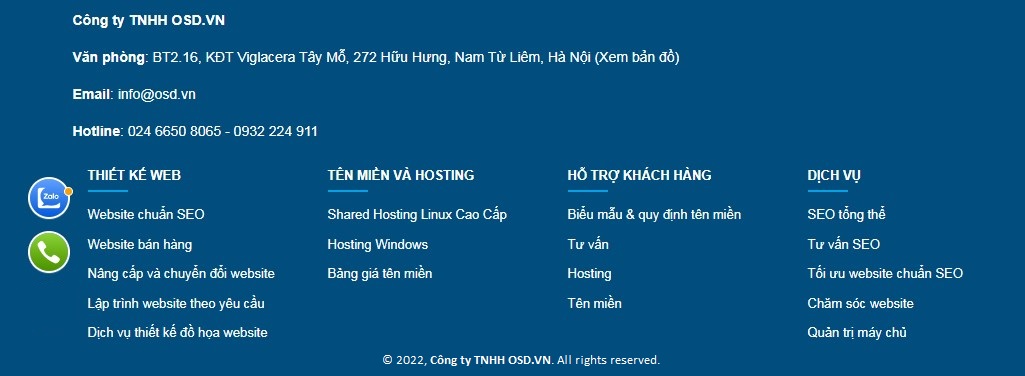 Công ty TNHH OSD.VN
Văn phòng: BT2.16, KĐT Viglacera Tây Mỗ, 272 Hữu Hưng, Nam Từ Liêm, Hà Nội (Xem bản đồ)
Email: info@osd.vn
Hotline: 024 6650 8065 - 0932 224 911
THIẾT KẾ WEB
Website chuẩn SEO
Website bán hàng
Nâng cấp và chuyển đổi website
Lập trình website theo yêu cầu
Dịch vụ thiết kế đồ họa website
TÊN MIỀN VÀ HOSTING
Shared Hosting Linux Cao Cấp
Hosting Windows
Bảng giá tên miền
HỖ TRỢ KHÁCH HÀNG
Biểu mẫu & quy định tên miền
Tư vấn
Hosting
Tên miền
DỊCH VỤ
SEO tổng thể
Tư vấn SEO
Tối ưu website chuẩn SEO
Chăm sóc website
Quản trị máy chủ
Zalo
© 2022, Công ty TNHH OSD.VN. All rights reserved.